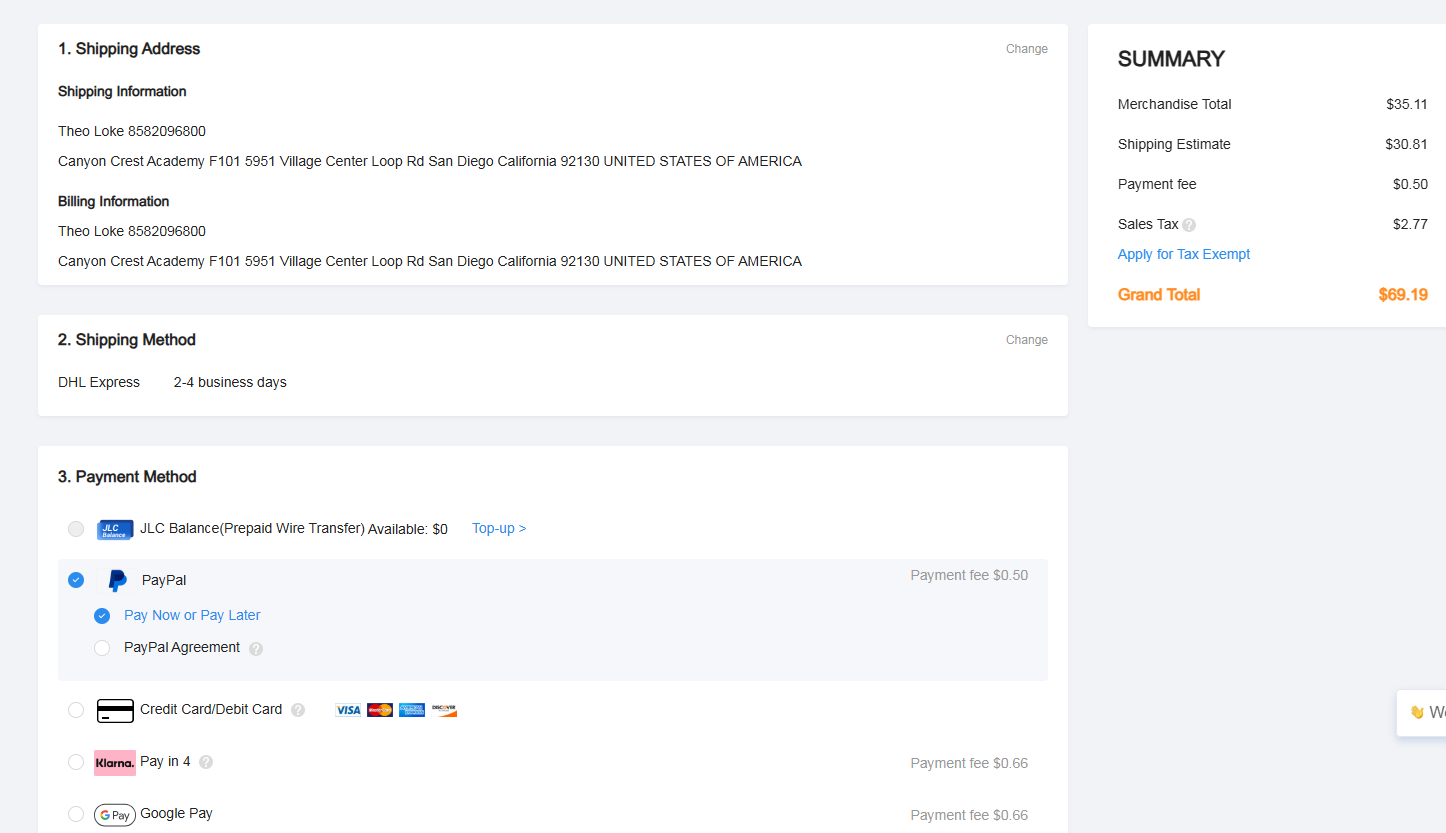 1. Shipping Address
Change
Shipping Information
Theo Loke 8582096800
Canyon Crest Academy F101 5951 Village Center Loop Rd San Diego California 92130 UNITED STATES OF AMERICA
Billing Information
Theo Loke 8582096800
Canyon Crest Academy F101 5951 Village Center Loop Rd San Diego California 92130 UNITED STATES OF AMERICA
2. Shipping Method
Change
DHL Express 2-4 business days
3. Payment Method
JLC Balance
JLC Balance(Prepaid Wire Transfer) Available: $0 Top-up >
PayPal
Payment fee $0.50
Pay Now or Pay Later
PayPal Agreement ?
Credit Card/Debit Card ? VISA MasterCard AMERICAN EXPRESS DISCOVER
Klarna. Pay in 4 ?
Payment fee $0.66
G Pay Google Pay
Payment fee $0.66
SUMMARY
Merchandise Total $35.11
Shipping Estimate $30.81
Payment fee $0.50
Sales Tax ? $2.77
Apply for Tax Exempt
Grand Total $69.19